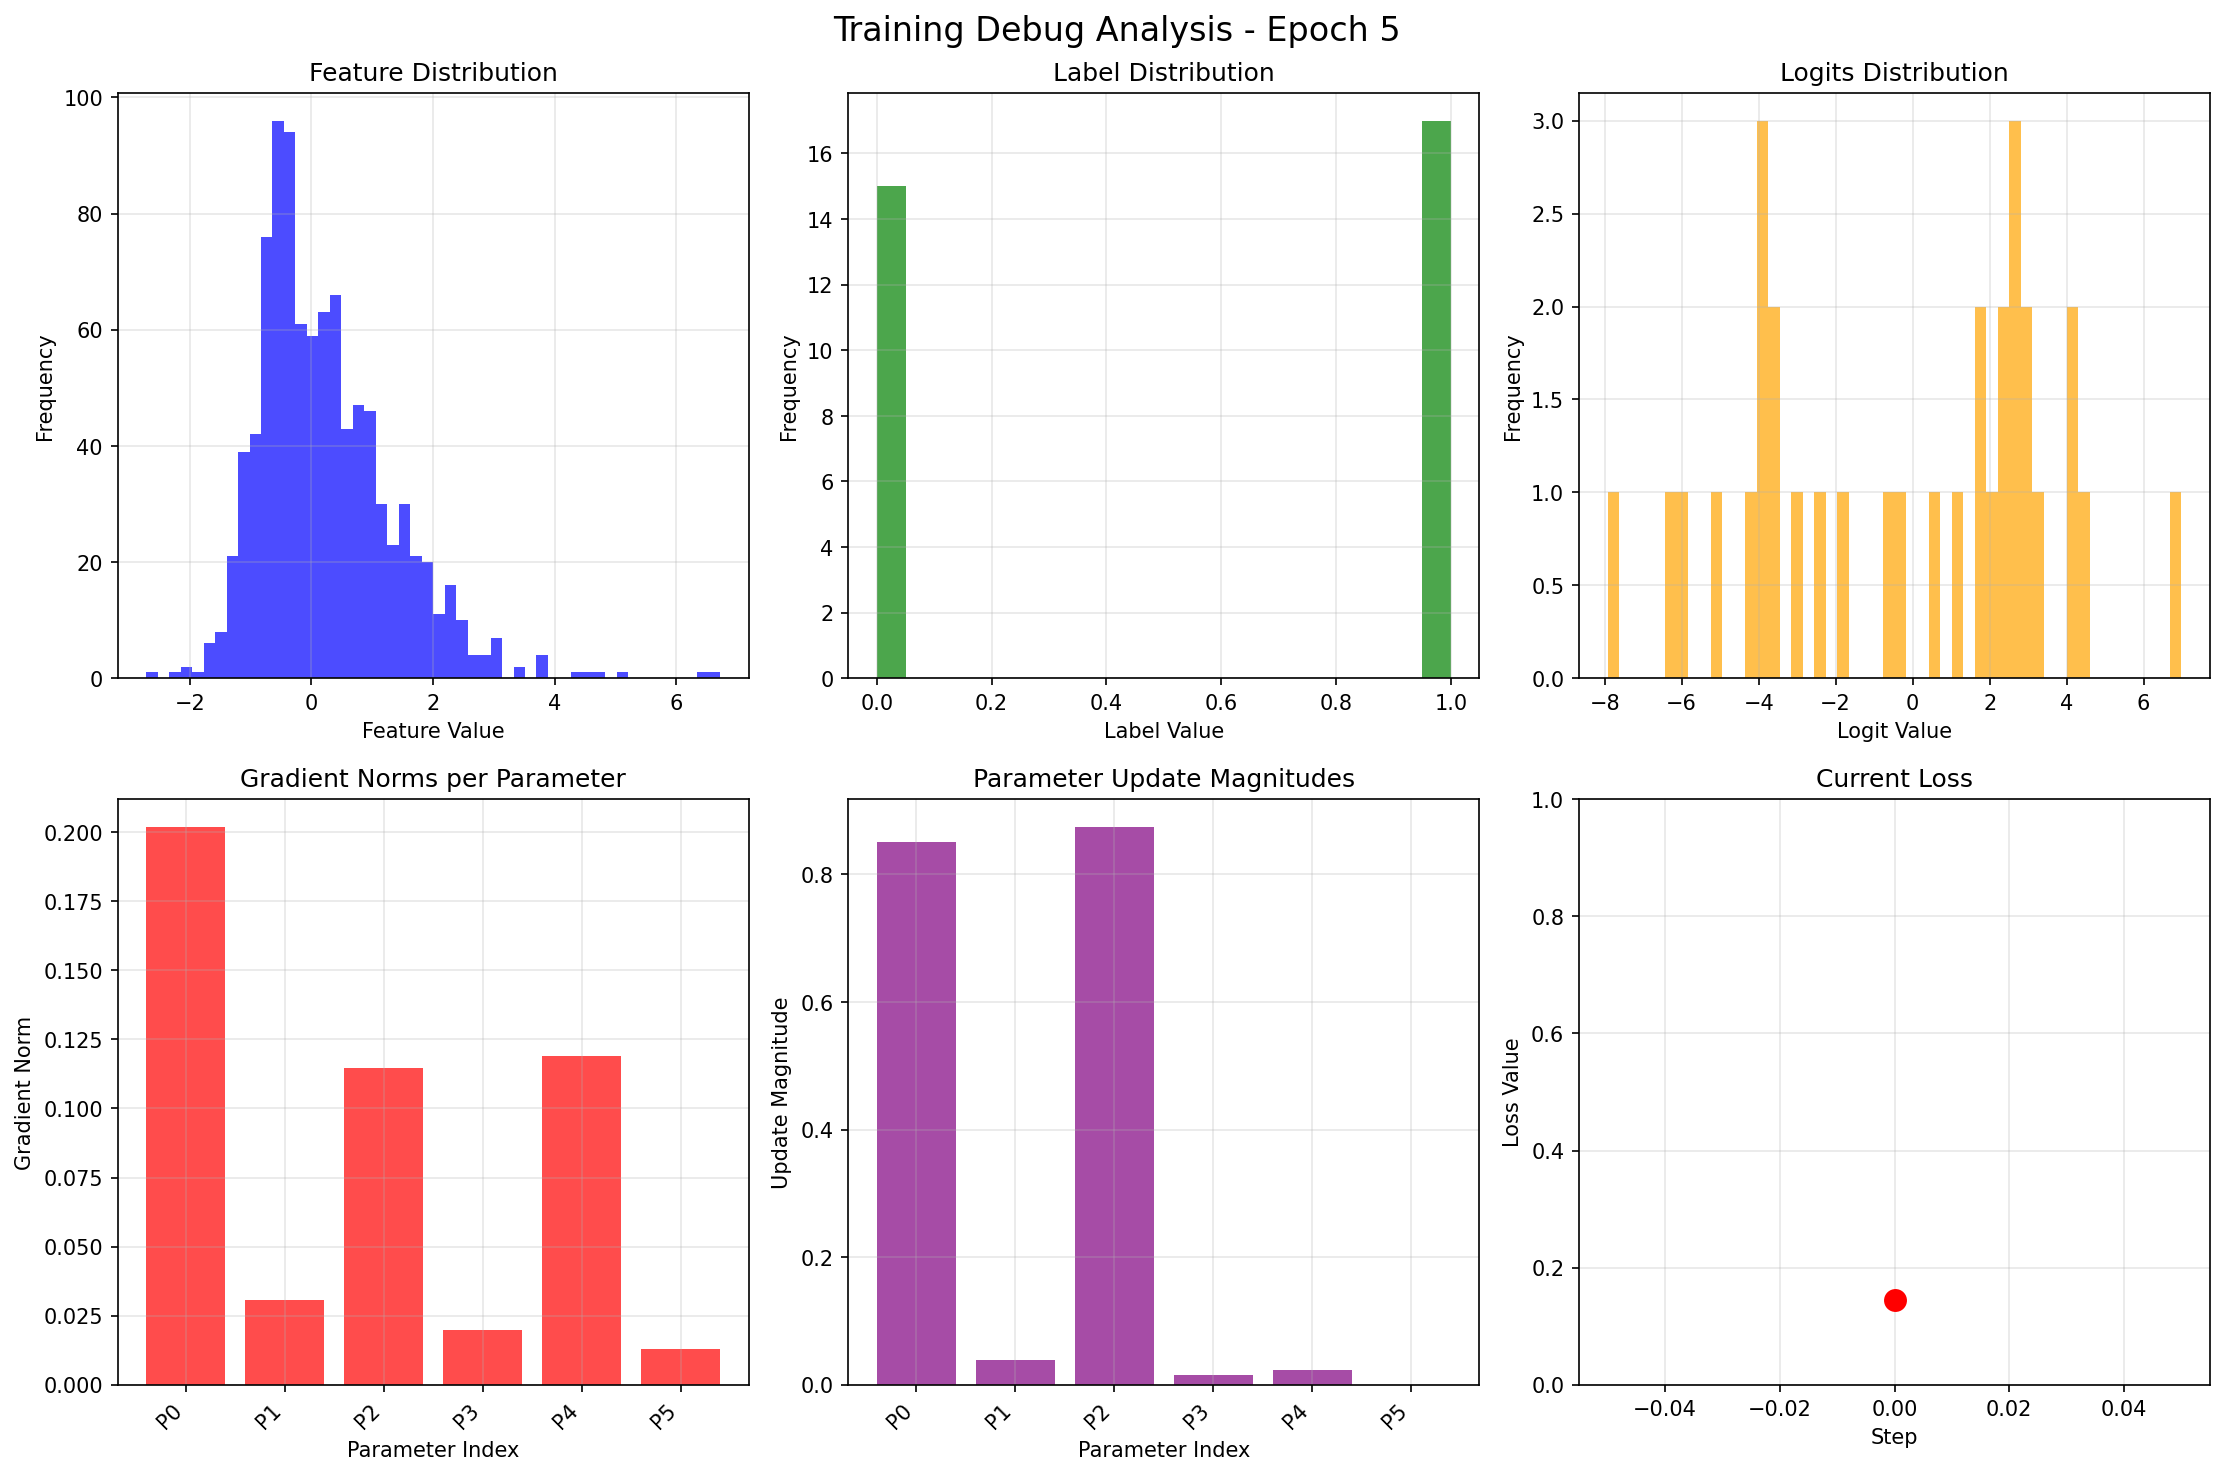 Training Debug Analysis - Epoch 5
Feature Distribution
100
80
60
40
20
0
Frequency
−2 0 2 4 6
Feature Value
Label Distribution
16
14
12
10
8
6
4
2
0
Frequency
0.0 0.2 0.4 0.6 0.8 1.0
Label Value
Logits Distribution
3.0
2.5
2.0
1.5
1.0
0.5
0.0
Frequency
−8 −6 −4 −2 0 2 4 6
Logit Value
Gradient Norms per Parameter
0.200
0.175
0.150
0.125
0.100
0.075
0.050
0.025
0.000
Gradient Norm
P0 P1 P2 P3 P4 P5
Parameter Index
Parameter Update Magnitudes
0.8
0.6
0.4
0.2
0.0
Update Magnitude
P0 P1 P2 P3 P4 P5
Parameter Index
Current Loss
1.0
0.8
0.6
0.4
0.2
0.0
Loss Value
−0.04 −0.02 0.00 0.02 0.04
Step